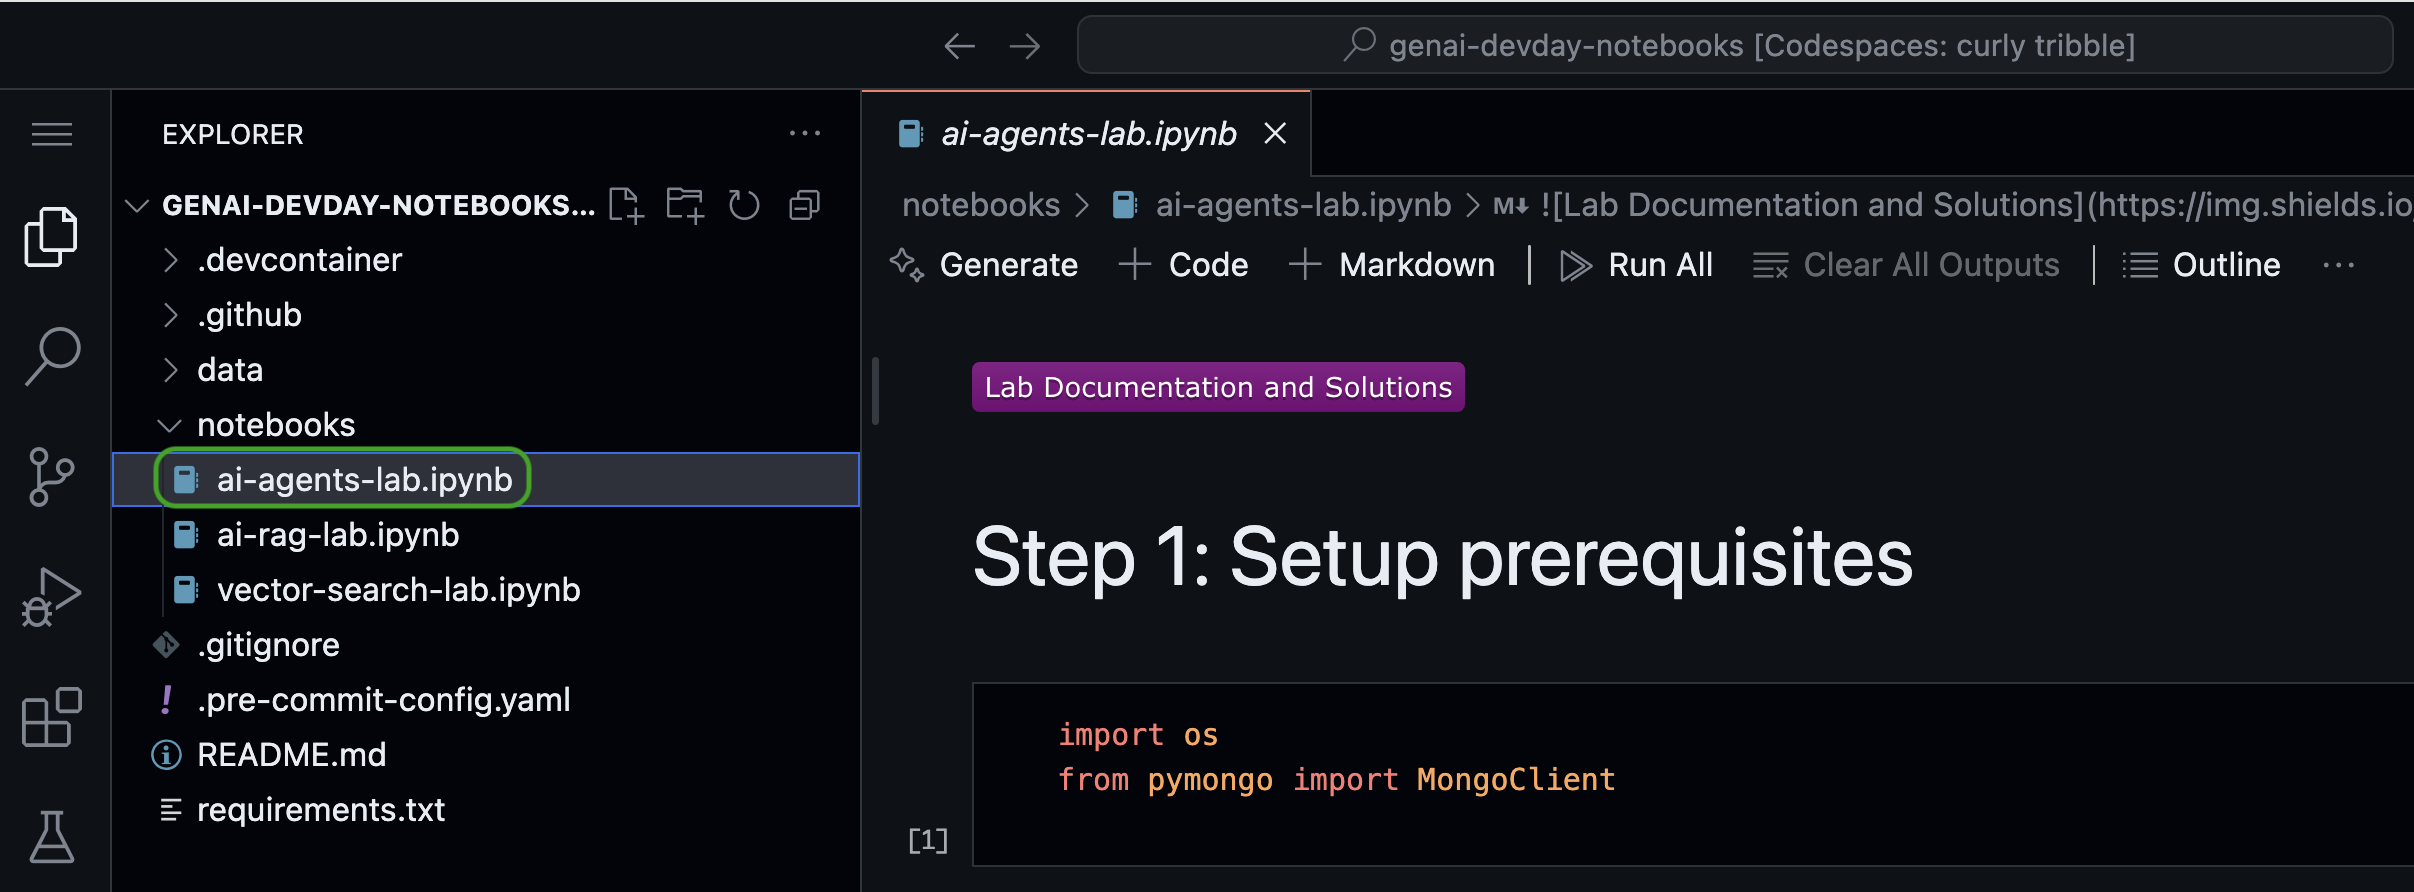 genai-devday-notebooks [Codespaces: curly tribble]
EXPLORER
GENAI-DEVDAY-NOTEBOOKS...
.devcontainer
.github
data
notebooks
ai-agents-lab.ipynb
ai-rag-lab.ipynb
vector-search-lab.ipynb
.gitignore
.pre-commit-config.yaml
README.md
requirements.txt
ai-agents-lab.ipynb
notebooks > ai-agents-lab.ipynb > M↓ ![Lab Documentation and Solutions](https://img.shields.io
Generate + Code + Markdown | Run All Clear All Outputs | Outline ...
Lab Documentation and Solutions
Step 1: Setup prerequisites
import os
from pymongo import MongoClient
[1]